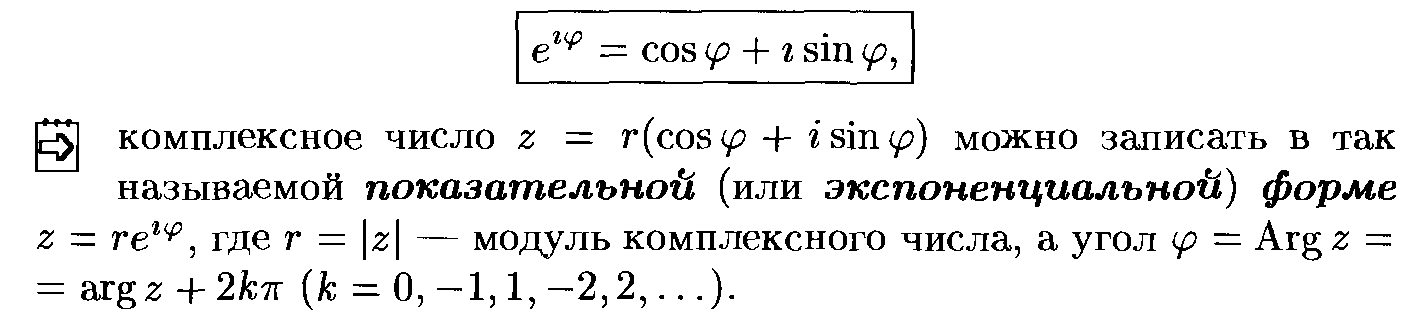 e^{iφ} = cos φ + i sin φ,
комплексное число z = r(cos φ + i sin φ) можно записать в так
называемой показательной (или экспоненциальной) форме
z = re^{iφ}, где r = |z| — модуль комплексного числа, а угол φ = Arg z =
= arg z + 2kπ (k = 0, −1, 1, −2, 2, ...).